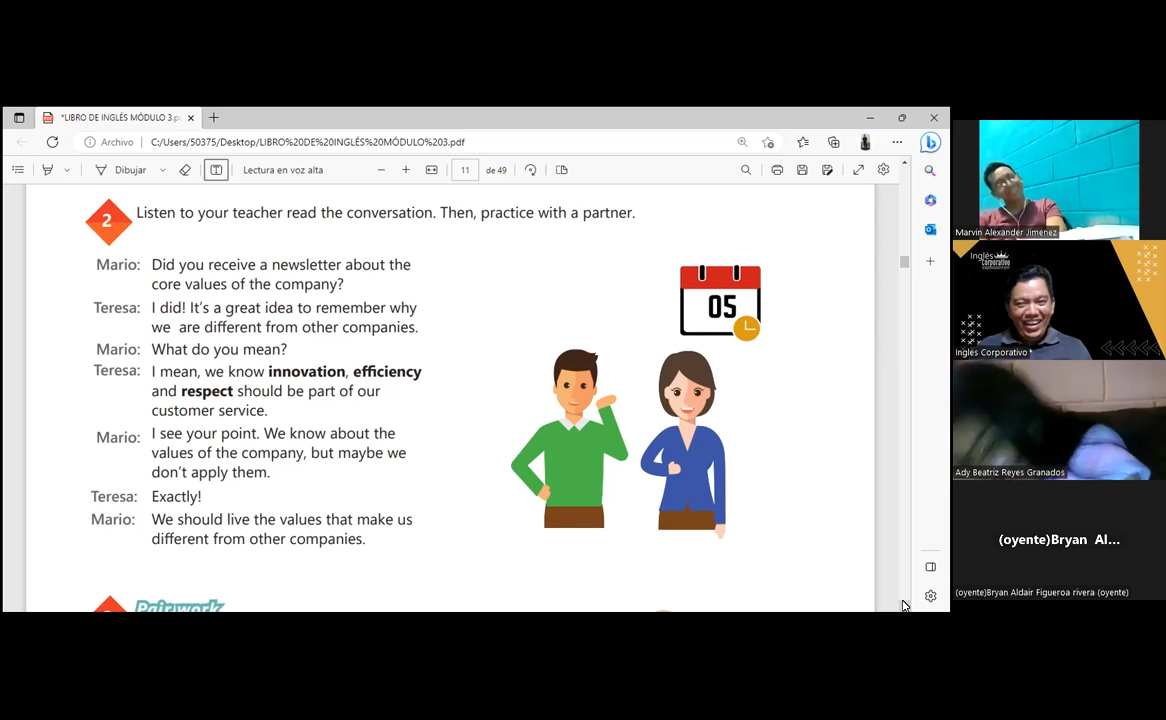 *LIBRO DE INGLÉS MÓDULO 3.p
Archivo C:/Users/50375/Desktop/LIBRO%20DE%20INGLÉS%20MÓDULO%203.pdf
Dibujar Lectura en voz alta 11 de 49
2 Listen to your teacher read the conversation. Then, practice with a partner.
Mario: Did you receive a newsletter about the
core values of the company?
Teresa: I did! It's a great idea to remember why
we are different from other companies.
Mario: What do you mean?
Teresa: I mean, we know innovation, efficiency
and respect should be part of our
customer service.
Mario: I see your point. We know about the
values of the company, but maybe we
don't apply them.
Teresa: Exactly!
Mario: We should live the values that make us
different from other companies.
05
Pair work
Marvin Alexander Jimenez
Inglés
Corporativo
Inglés Corporativo
Ady Beatriz Reyes Granados
(oyente)Bryan Al...
(oyente)Bryan Aldair Figueroa rivera (oyente)